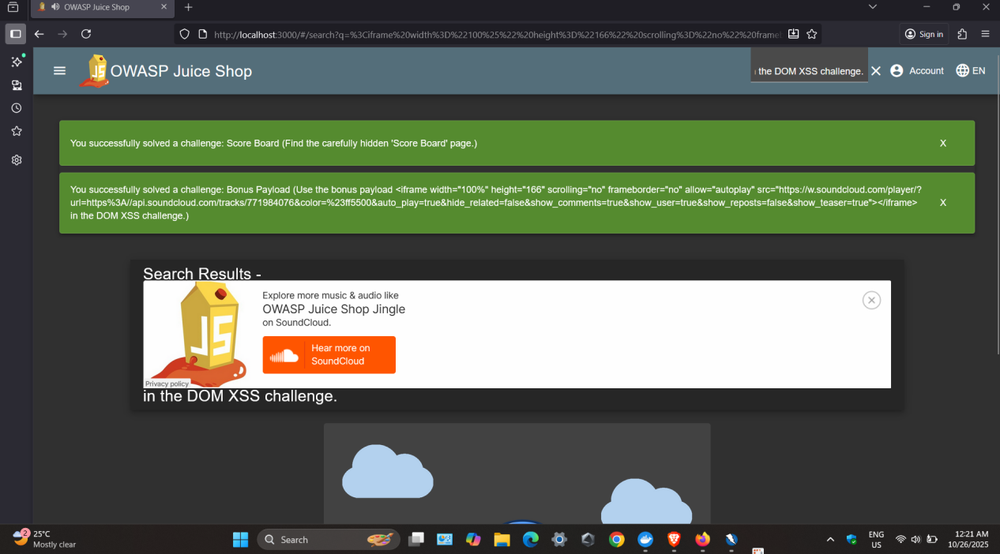 OWASP Juice Shop
http://localhost:3000/#/search?q=%3Ciframe%20width%3D%22100%25%22%20height%3D%22166%22%20scrolling%3D%22no%22%20frameb
Sign in
JS
OWASP Juice Shop
the DOM XSS challenge.
Account
EN
You successfully solved a challenge: Score Board (Find the carefully hidden 'Score Board' page.)
X
You successfully solved a challenge: Bonus Payload (Use the bonus payload <iframe width="100%" height="166" scrolling="no" frameborder="no" allow="autoplay" src="https://w.soundcloud.com/player/?
url=https%3A//api.soundcloud.com/tracks/771984076&color=%23ff5500&auto_play=true&hide_related=false&show_comments=true&show_user=true&show_reposts=false&show_teaser=true"></iframe>
X
in the DOM XSS challenge.)
Search Results -
JS
Explore more music & audio like
OWASP Juice Shop Jingle
on SoundCloud.
Hear more on
SoundCloud
Privacy policy
in the DOM XSS challenge.
2
25°C
Mostly clear
Search
ENG
US
12:21 AM
10/26/2025